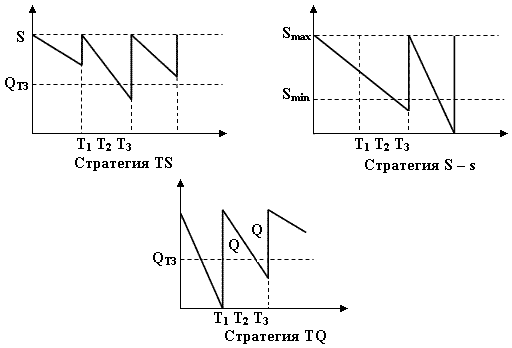 S
Qтз
T₁ T₂ T₃
Стратегия TS
Smax
Smin
T₁ T₂ T₃
Стратегия S – s
Q
Q
Qтз
T₁ T₂ T₃
Стратегия TQ